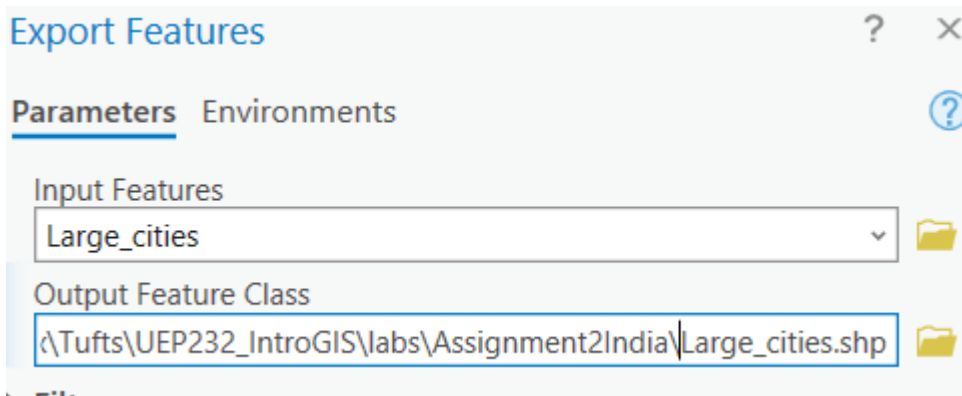 Export Features
Parameters Environments
Input Features
Large_cities
Output Feature Class
\Tufts\UEP232_IntroGIS\labs\Assignment2India\Large_cities.shp